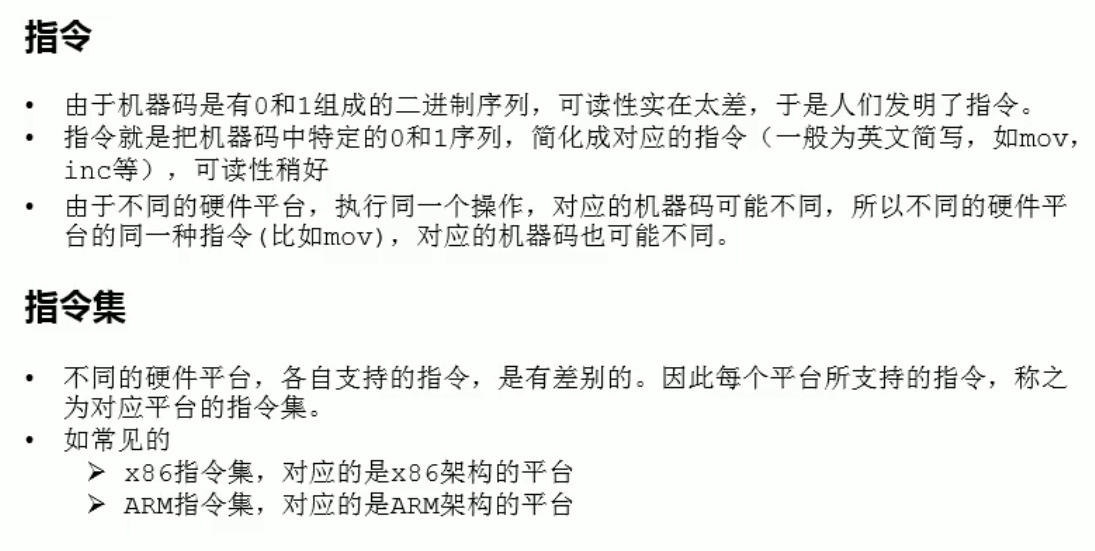 指令
• 由于机器码是有0和1组成的二进制序列，可读性实在太差，于是人们发明了指令。
• 指令就是把机器码中特定的0和1序列，简化成对应的指令（一般为英文简写，如mov，
inc等），可读性稍好
• 由于不同的硬件平台，执行同一个操作，对应的机器码可能不同，所以不同的硬件平
台的同一种指令(比如mov)，对应的机器码也可能不同。
指令集
• 不同的硬件平台，各自支持的指令，是有差别的。因此每个平台所支持的指令，称之
为对应平台的指令集。
• 如常见的
➢ x86指令集，对应的是x86架构的平台
➢ ARM指令集，对应的是ARM架构的平台